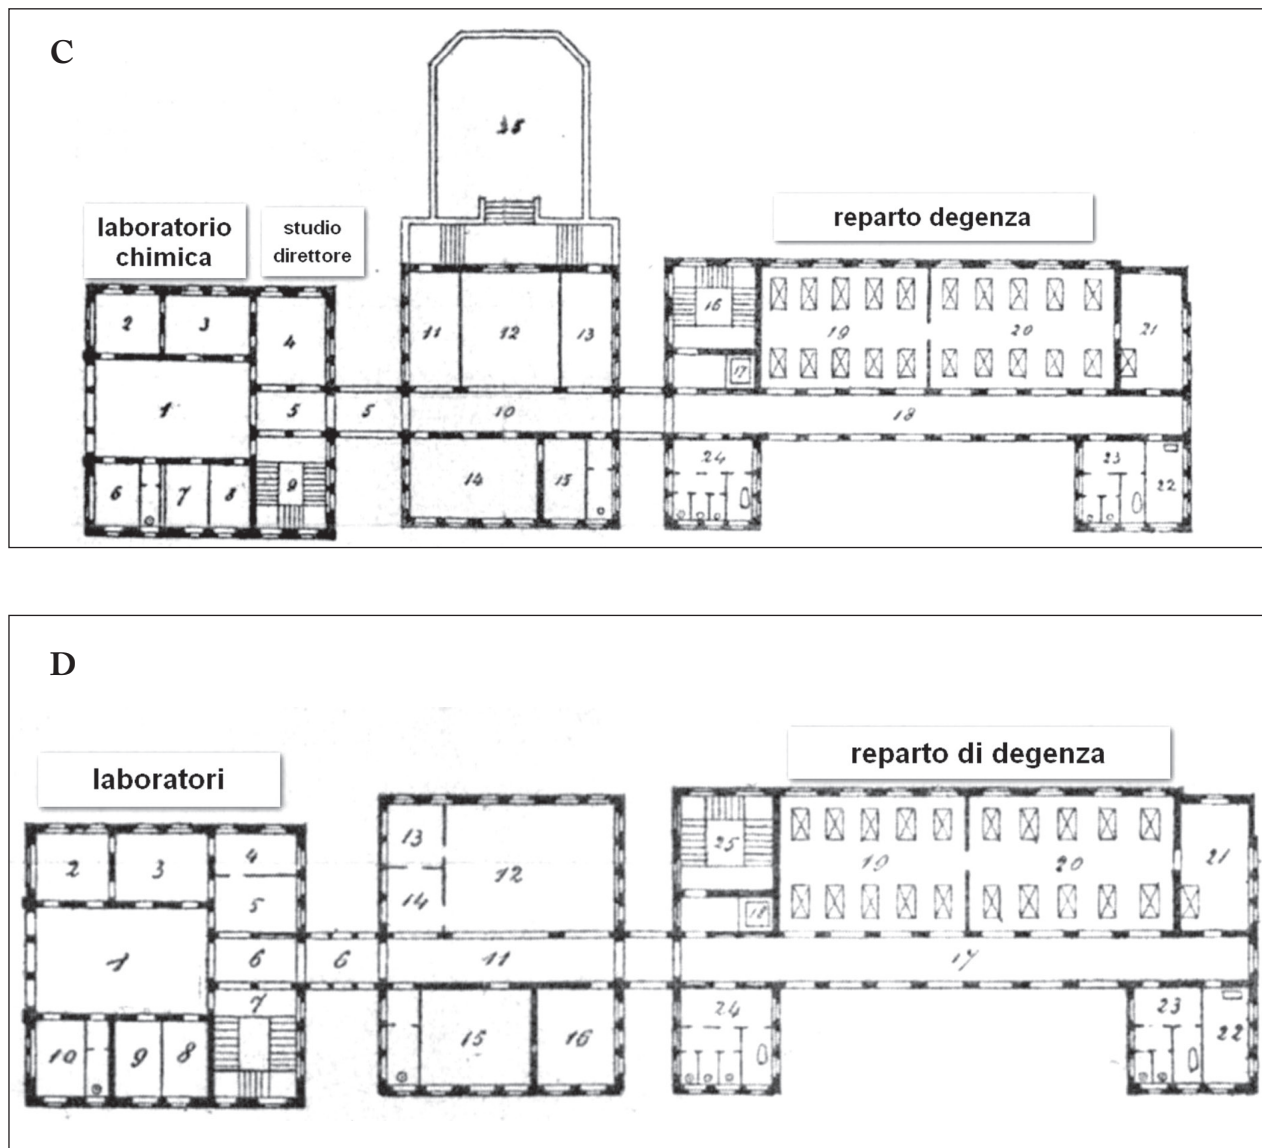 C
25
laboratorio
chimica
studio
direttore
reparto degenza
2 3 4
11 12 13
16 17 19 20 21
1 5 5 10 18
6 7 8 9
14 15
24 23 22
D
laboratori
reparto di degenza
2 3 4
5
13 14 12
25 18 19 20 21
1 6 6 11 17
7
10 9 8
15 16
24 23 22